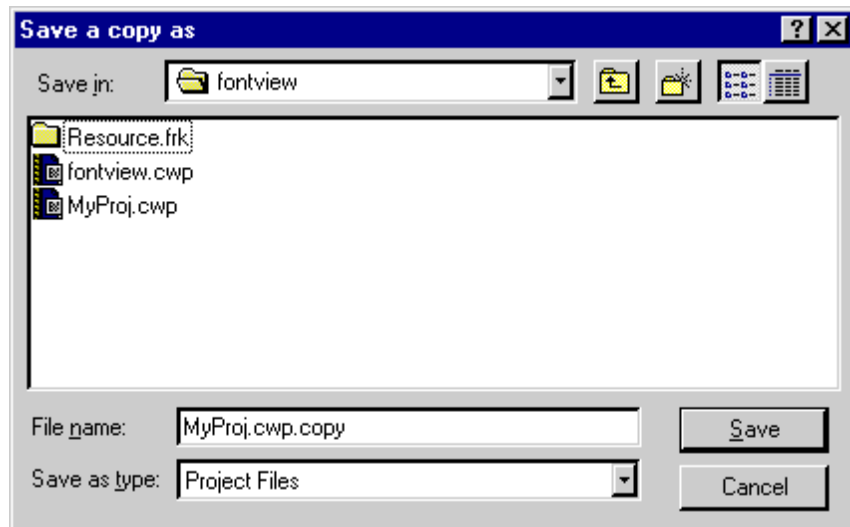 Save a copy as
Save in: fontview
Resource.frk
fontview.cwp
MyProj.cwp
File name: MyProj.cwp.copy Save
Save as type: Project Files Cancel